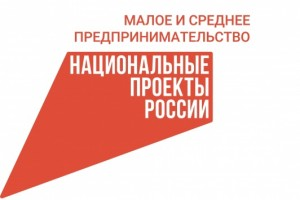 МАЛОЕ И СРЕДНЕЕ
ПРЕДПРИНИМАТЕЛЬСТВО
НАЦИОНАЛЬНЫЕ
ПРОЕКТЫ
РОССИИ